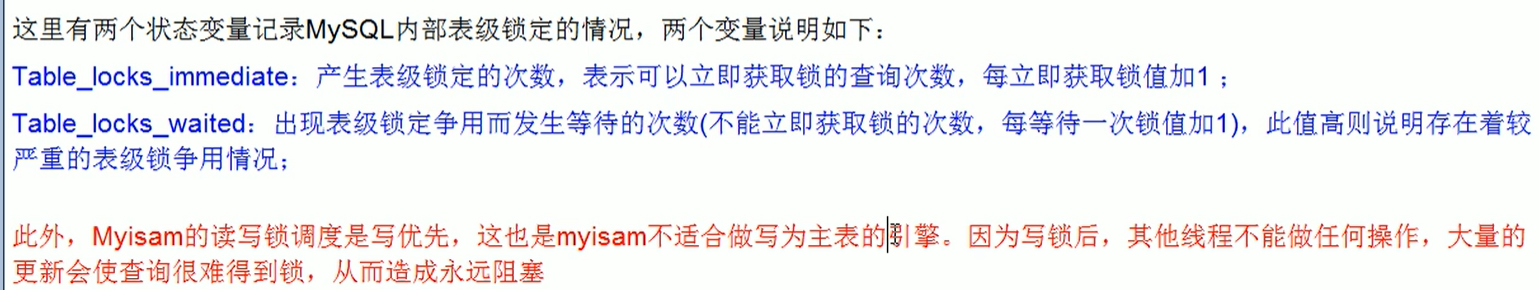 这里有两个状态变量记录MySQL内部表级锁定的情况，两个变量说明如下：
Table_locks_immediate：产生表级锁定的次数，表示可以立即获取锁的查询次数，每立即获取锁值加1 ；
Table_locks_waited：出现表级锁定争用而发生等待的次数(不能立即获取锁的次数，每等待一次锁值加1)，此值高则说明存在着较
严重的表级锁争用情况；
此外，Myisam的读写锁调度是写优先，这也是myisam不适合做写为主表的引擎。因为写锁后，其他线程不能做任何操作，大量的
更新会使查询很难得到锁，从而造成永远阻塞